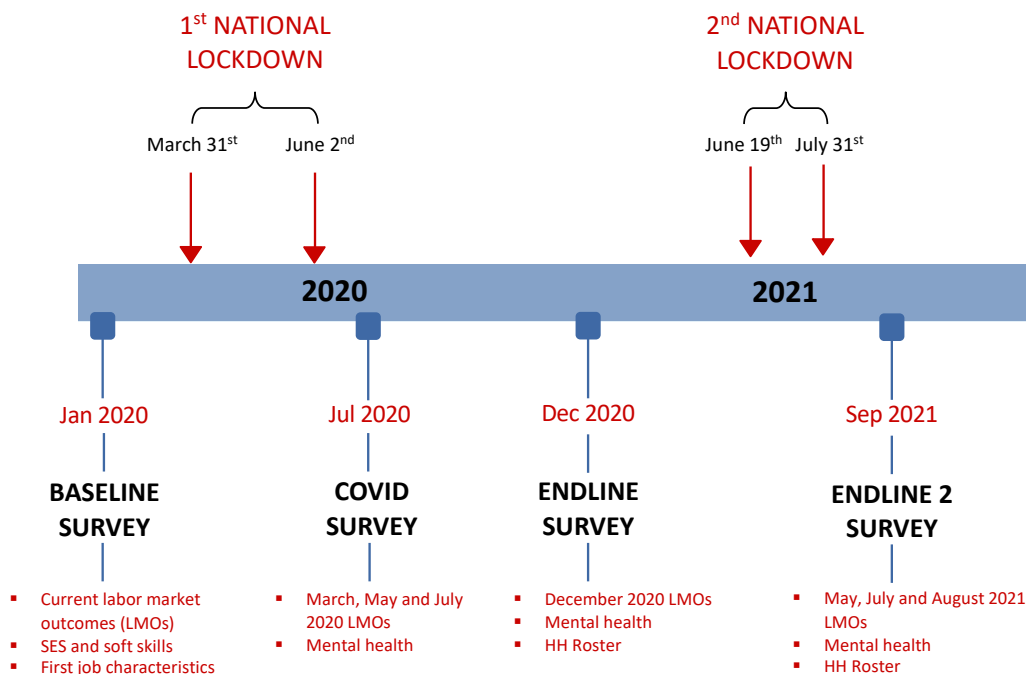 1st NATIONAL
LOCKDOWN
2nd NATIONAL
LOCKDOWN
March 31st
June 2nd
June 19th
July 31st
2020
2021
Jan 2020
Jul 2020
Dec 2020
Sep 2021
BASELINE
SURVEY
COVID
SURVEY
ENDLINE
SURVEY
ENDLINE 2
SURVEY
▪ Current labor market
outcomes (LMOs)
▪ SES and soft skills
▪ First job characteristics
▪ March, May and July
2020 LMOs
▪ Mental health
▪ December 2020 LMOs
▪ Mental health
▪ HH Roster
▪ May, July and August 2021
LMOs
▪ Mental health
▪ HH Roster